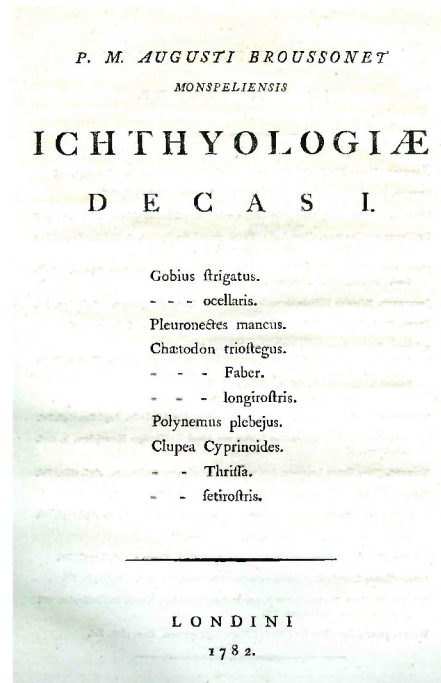 P. M. AUGUSTI BROUSSONET
MONSPELIENSIS
ICHTHYOLOGIÆ
DECAS I.
Gobius ſtrigatus.
- - - ocellaris.
Pleuronectes mancus.
Chætodon trioſtegus.
- - - Faber.
- - - longiroſtris.
Polynemus plebejus.
Clupea Cyprinoides.
- - Thriſſa.
- - ſetiroſtris.
LONDINI
1782.